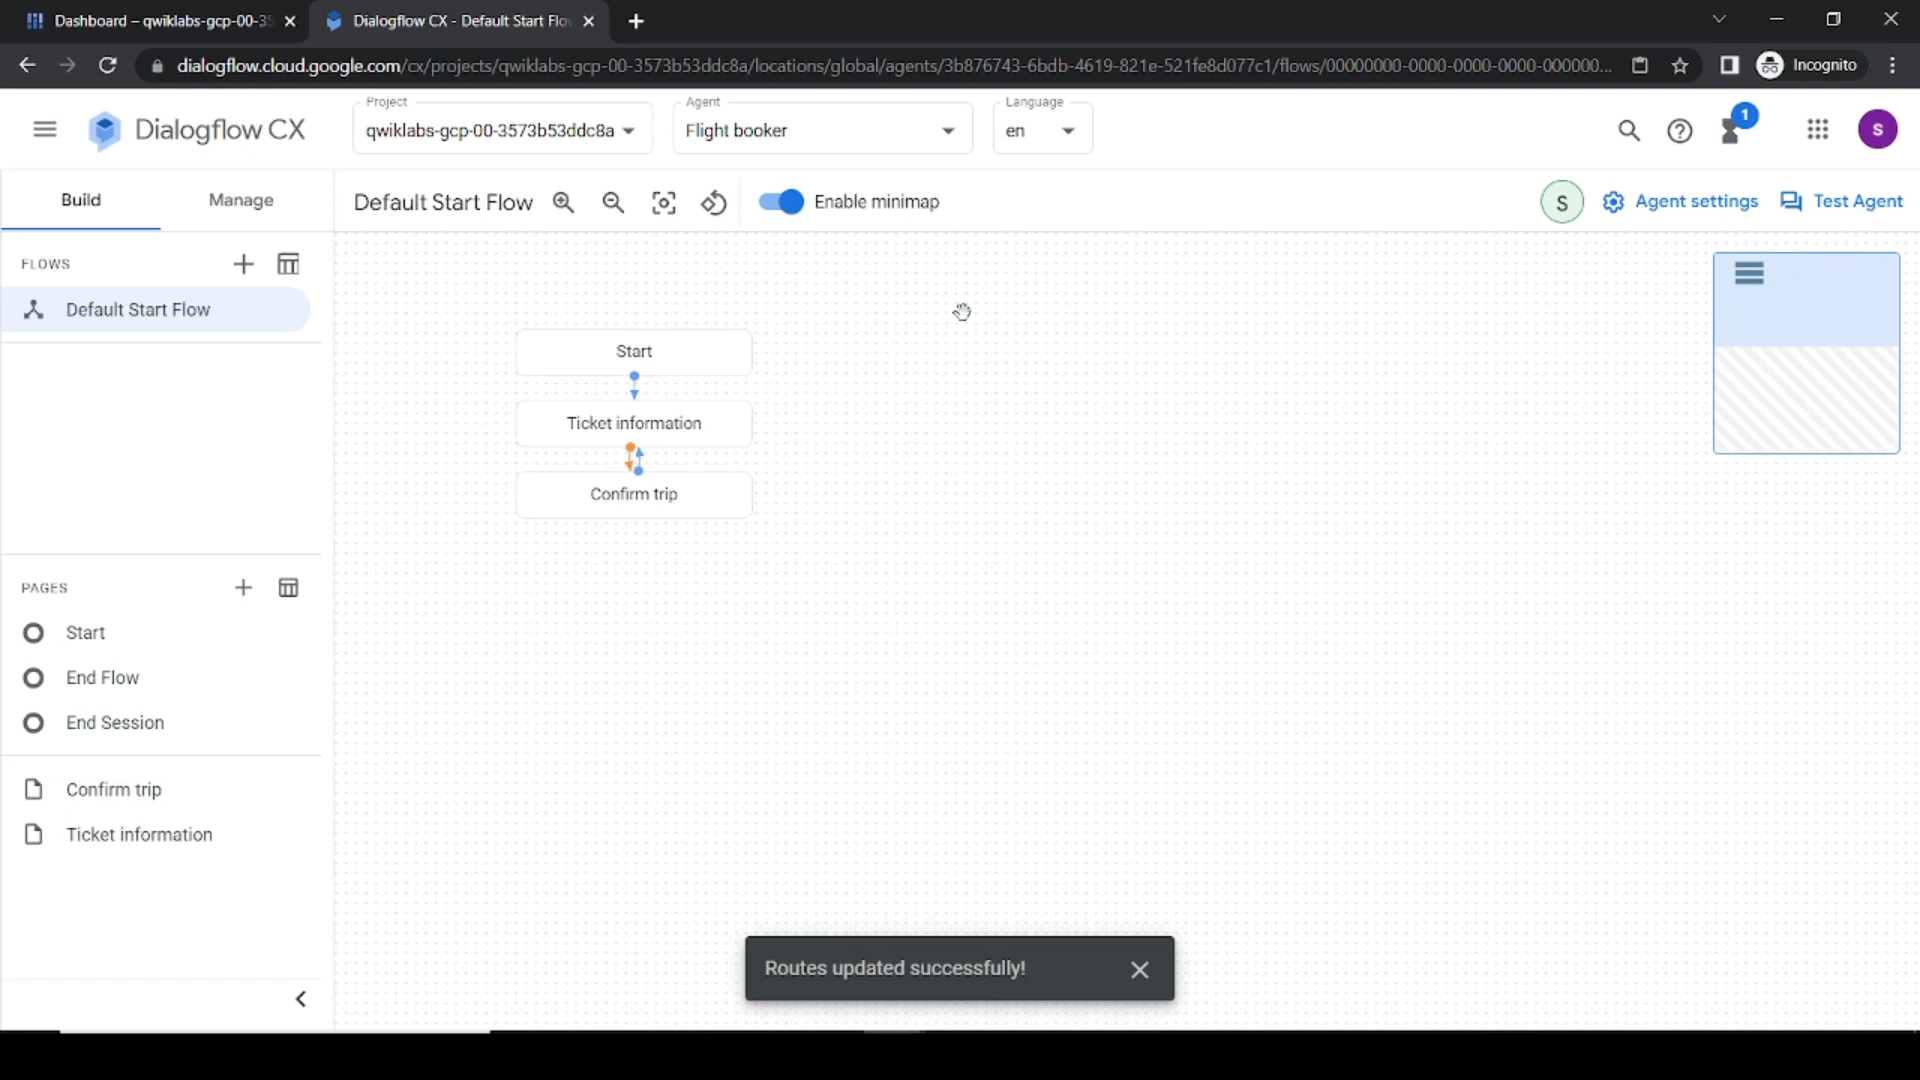 Dashboard – qwiklabs-gcp-00-35
Dialogflow CX - Default Start Flo
dialogflow.cloud.google.com/cx/projects/qwiklabs-gcp-00-3573b53ddc8a/locations/global/agents/3b876743-6bdb-4619-821e-521fe8d077c1/flows/00000000-0000-0000-0000-000000...
Incognito
Dialogflow CX
Project
qwiklabs-gcp-00-3573b53ddc8a
Agent
Flight booker
Language
en
1
S
Build
Manage
Default Start Flow
Enable minimap
S
Agent settings
Test Agent
FLOWS
Default Start Flow
Start
Ticket information
Confirm trip
PAGES
Start
End Flow
End Session
Confirm trip
Ticket information
Routes updated successfully!